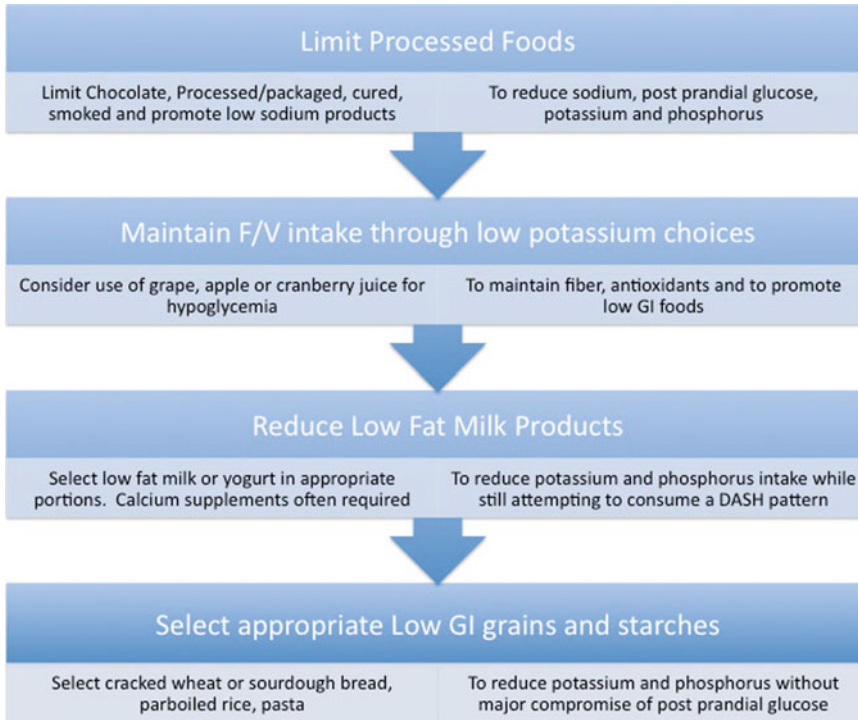 Limit Processed Foods
Limit Chocolate, Processed/packaged, cured,
smoked and promote low sodium products
To reduce sodium, post prandial glucose,
potassium and phosphorus
Maintain F/V intake through low potassium choices
Consider use of grape, apple or cranberry juice for
hypoglycemia
To maintain fiber, antioxidants and to promote
low GI foods
Reduce Low Fat Milk Products
Select low fat milk or yogurt in appropriate
portions. Calcium supplements often required
To reduce potassium and phosphorus intake while
still attempting to consume a DASH pattern
Select appropriate Low GI grains and starches
Select cracked wheat or sourdough bread,
parboiled rice, pasta
To reduce potassium and phosphorus without
major compromise of post prandial glucose